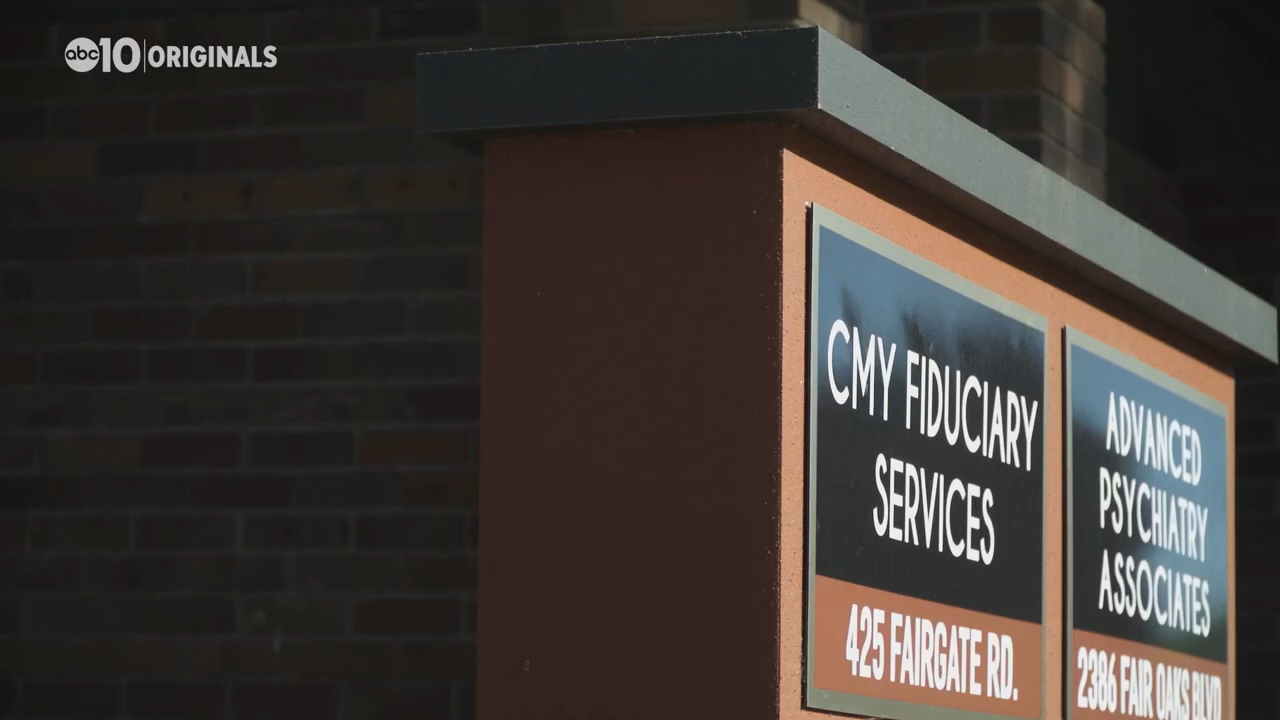 abc10 ORIGINALS
CMY FIDUCIARY
SERVICES
425 FAIRGATE RD.
ADVANCED
PSYCHIATRY
ASSOCIATES
2386 FAIR OAKS BLVD